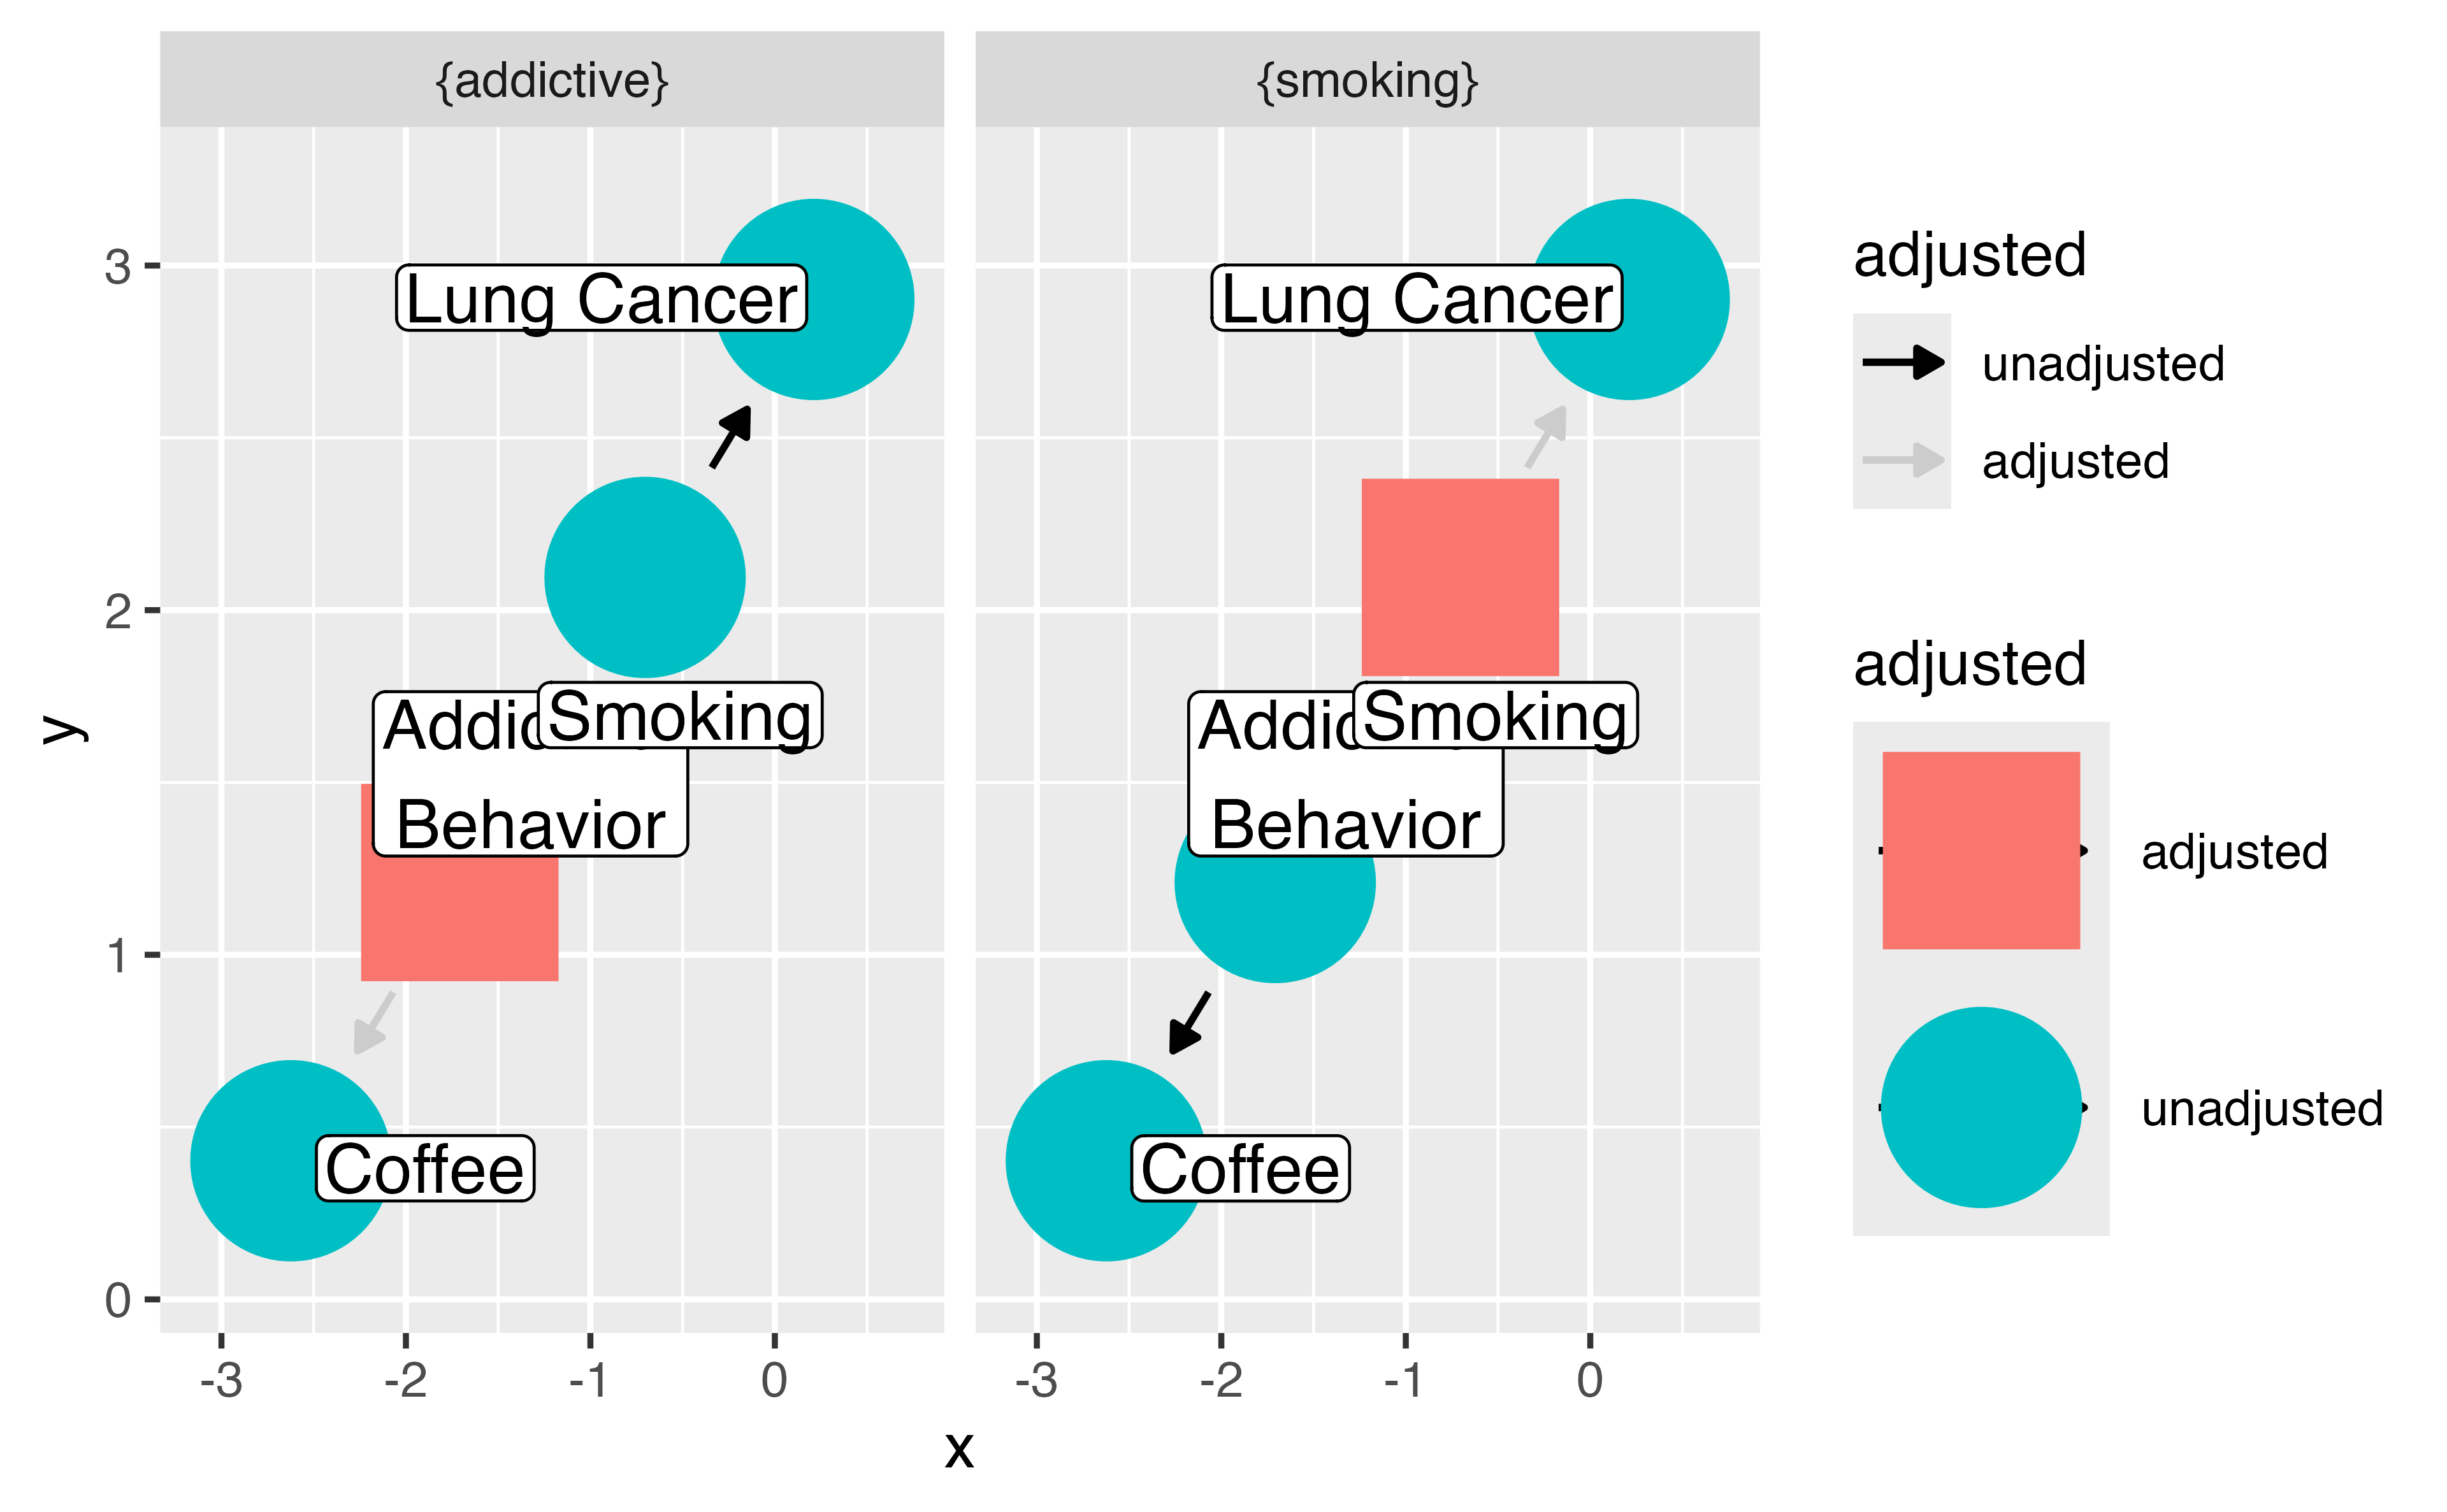 {addictive}
{smoking}
3
2
1
0
y
Lung Cancer
Smoking
Behavior
Coffee
-3
-2
-1
0
Lung Cancer
Smoking
Behavior
Coffee
-3
-2
-1
0
x
adjusted
unadjusted
adjusted
adjusted
adjusted
unadjusted